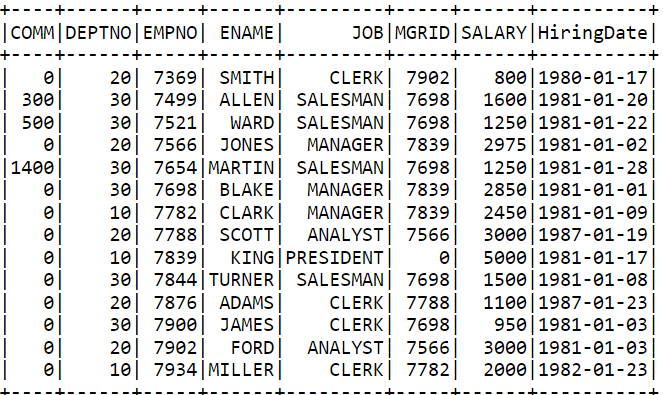 +----+------+-----+------+---------+-----+------+----------+
|COMM|DEPTNO|EMPNO| ENAME|      JOB|MGRID|SALARY|HiringDate|
+----+------+-----+------+---------+-----+------+----------+
|   0|    20| 7369| SMITH|    CLERK| 7902|   800|1980-01-17|
| 300|    30| 7499| ALLEN| SALESMAN| 7698|  1600|1981-01-20|
| 500|    30| 7521|  WARD| SALESMAN| 7698|  1250|1981-01-22|
|   0|    20| 7566| JONES|  MANAGER| 7839|  2975|1981-01-02|
|1400|    30| 7654|MARTIN| SALESMAN| 7698|  1250|1981-01-28|
|   0|    30| 7698| BLAKE|  MANAGER| 7839|  2850|1981-01-01|
|   0|    10| 7782| CLARK|  MANAGER| 7839|  2450|1981-01-09|
|   0|    20| 7788| SCOTT|  ANALYST| 7566|  3000|1987-01-19|
|   0|    10| 7839|  KING|PRESIDENT|    0|  5000|1981-01-17|
|   0|    30| 7844|TURNER| SALESMAN| 7698|  1500|1981-01-08|
|   0|    20| 7876| ADAMS|    CLERK| 7788|  1100|1987-01-23|
|   0|    30| 7900| JAMES|    CLERK| 7698|   950|1981-01-03|
|   0|    20| 7902|  FORD|  ANALYST| 7566|  3000|1981-01-03|
|   0|    10| 7934|MILLER|    CLERK| 7782|  2000|1982-01-23|
+----+------+-----+------+---------+-----+------+----------+